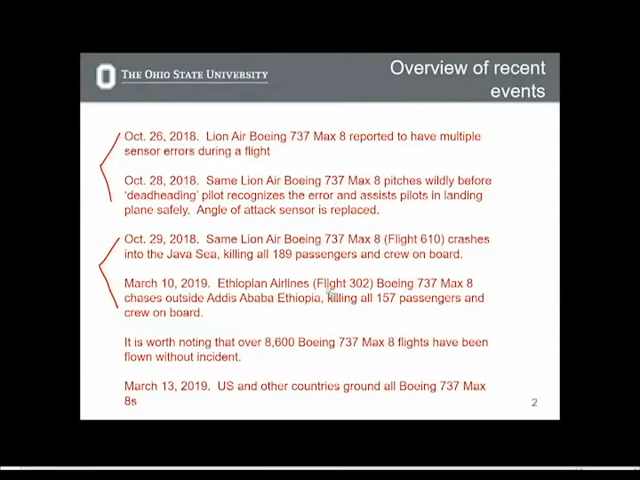 THE OHIO STATE UNIVERSITY
Overview of recent
events
Oct. 26, 2018. Lion Air Boeing 737 Max 8 reported to have multiple
sensor errors during a flight
Oct. 28, 2018. Same Lion Air Boeing 737 Max 8 pitches wildly before
'deadheading' pilot recognizes the error and assists pilots in landing
plane safely. Angle of attack sensor is replaced.
Oct. 29, 2018. Same Lion Air Boeing 737 Max 8 (Flight 610) crashes
into the Java Sea, killing all 189 passengers and crew on board.
March 10, 2019. Ethiopian Airlines (Flight 302) Boeing 737 Max 8
chases outside Addis Ababa Ethiopia, killing all 157 passengers and
crew on board.
It is worth noting that over 8,600 Boeing 737 Max 8 flights have been
flown without incident.
March 13, 2019. US and other countries ground all Boeing 737 Max
8s
2